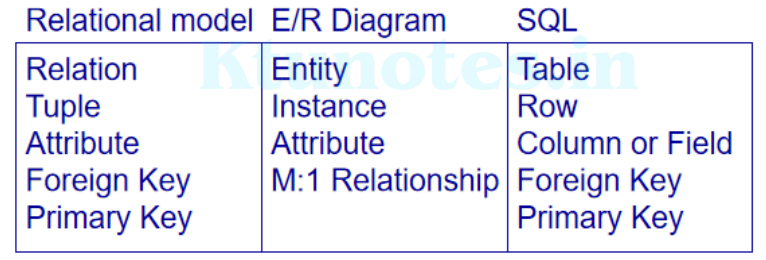 Relational model E/R Diagram SQL
Relation Entity Table
Tuple Instance Row
Attribute Attribute Column or Field
Foreign Key M:1 Relationship Foreign Key
Primary Key Primary Key
Ktunotes.in